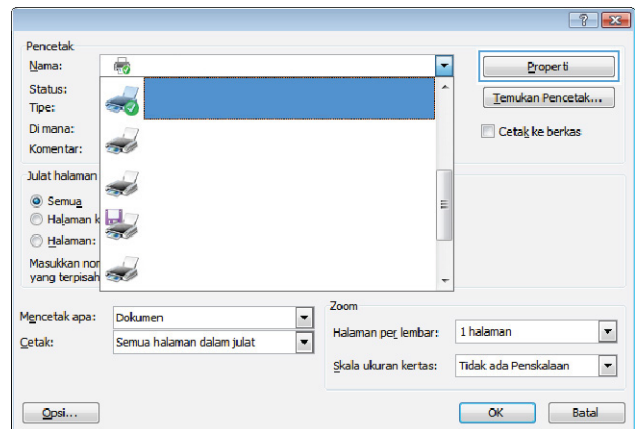 Pencetak
Nama:
Properti
Status:
Temukan Pencetak...
Tipe:
Di mana:
Cetak ke berkas
Komentar:
Julat halaman
Semua
Halaman k
Halaman:
Masukkan nor
yang terpisah
Mencetak apa:
Dokumen
Cetak:
Semua halaman dalam julat
Zoom
Halaman per lembar:
1 halaman
Skala ukuran kertas:
Tidak ada Penskalaan
Opsi...
OK
Batal